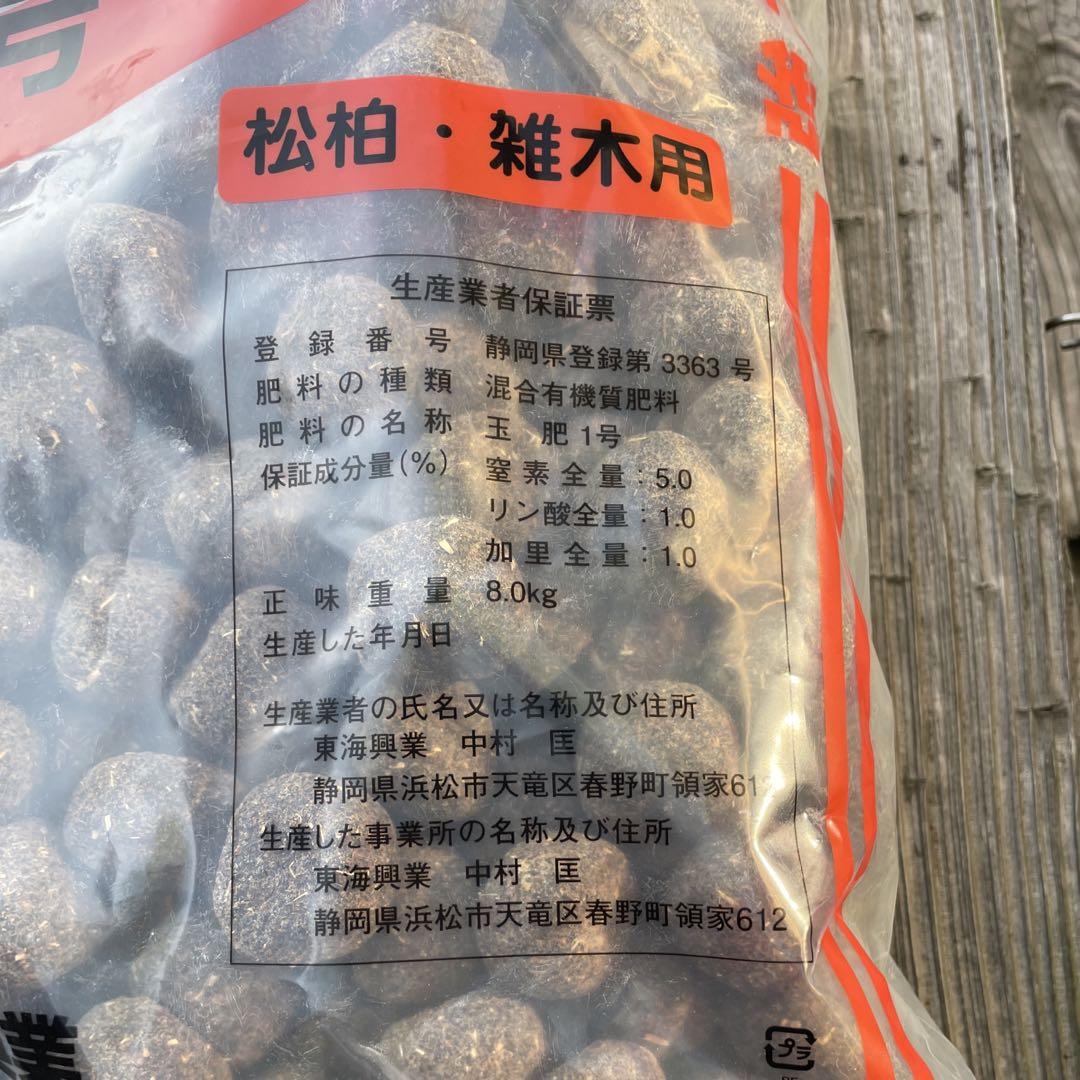 号
松柏・雑木用
生産業者保証票
登録番号 静岡県登録第 3363 号
肥料の種類 混合有機質肥料
肥料の名称 玉 肥 1号
保証成分量(%) 窒素全量：5.0
リン酸全量：1.0
加里全量：1.0
正味重量 8.0kg
生産した年月日
生産業者の氏名又は名称及び住所
東海興業 中村 匡
静岡県浜松市天竜区春野町領家612
生産した事業所の名称及び住所
東海興業 中村 匡
静岡県浜松市天竜区春野町領家612
業
プラ